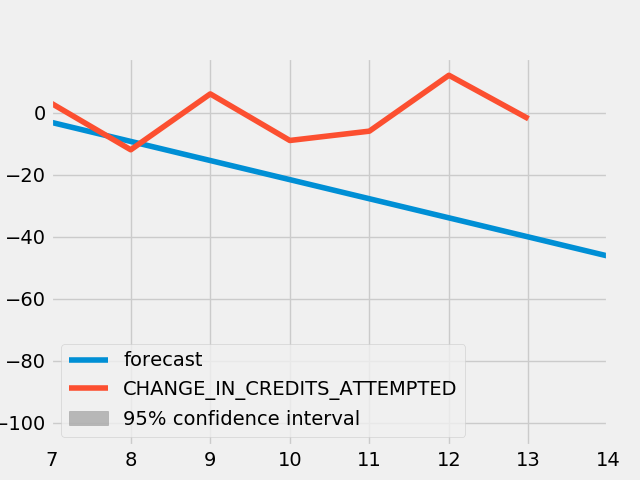 0
−20
−40
−60
−80
−100
forecast
CHANGE_IN_CREDITS_ATTEMPTED
95% confidence interval
7 8 9 10 11 12 13 14